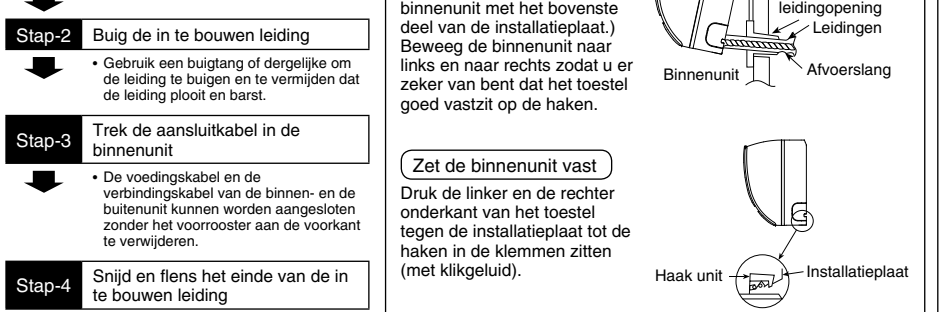 Stap-2 Buig de in te bouwen leiding
• Gebruik een buigtang of dergelijke om
de leiding te buigen en te vermijden dat
de leiding plooit en barst.
Stap-3 Trek de aansluitkabel in de
binnenunit
• De voedingskabel en de
verbindingskabel van de binnen- en de
buitenunit kunnen worden aangesloten
zonder het voorrooster aan de voorkant
te verwijderen.
Stap-4 Snijd en flens het einde van de in
te bouwen leiding
binnenunit met het bovenste
deel van de installatieplaat.)
Beweeg de binnenunit naar
links en naar rechts zodat u er
zeker van bent dat het toestel
goed vastzit op de haken.
leidingopening
Leidingen
Binnenunit
Afvoerslang
Zet de binnenunit vast
Druk de linker en de rechter
onderkant van het toestel
tegen de installatieplaat tot de
haken in de klemmen zitten
(met klikgeluid).
Haak unit
Installatieplaat